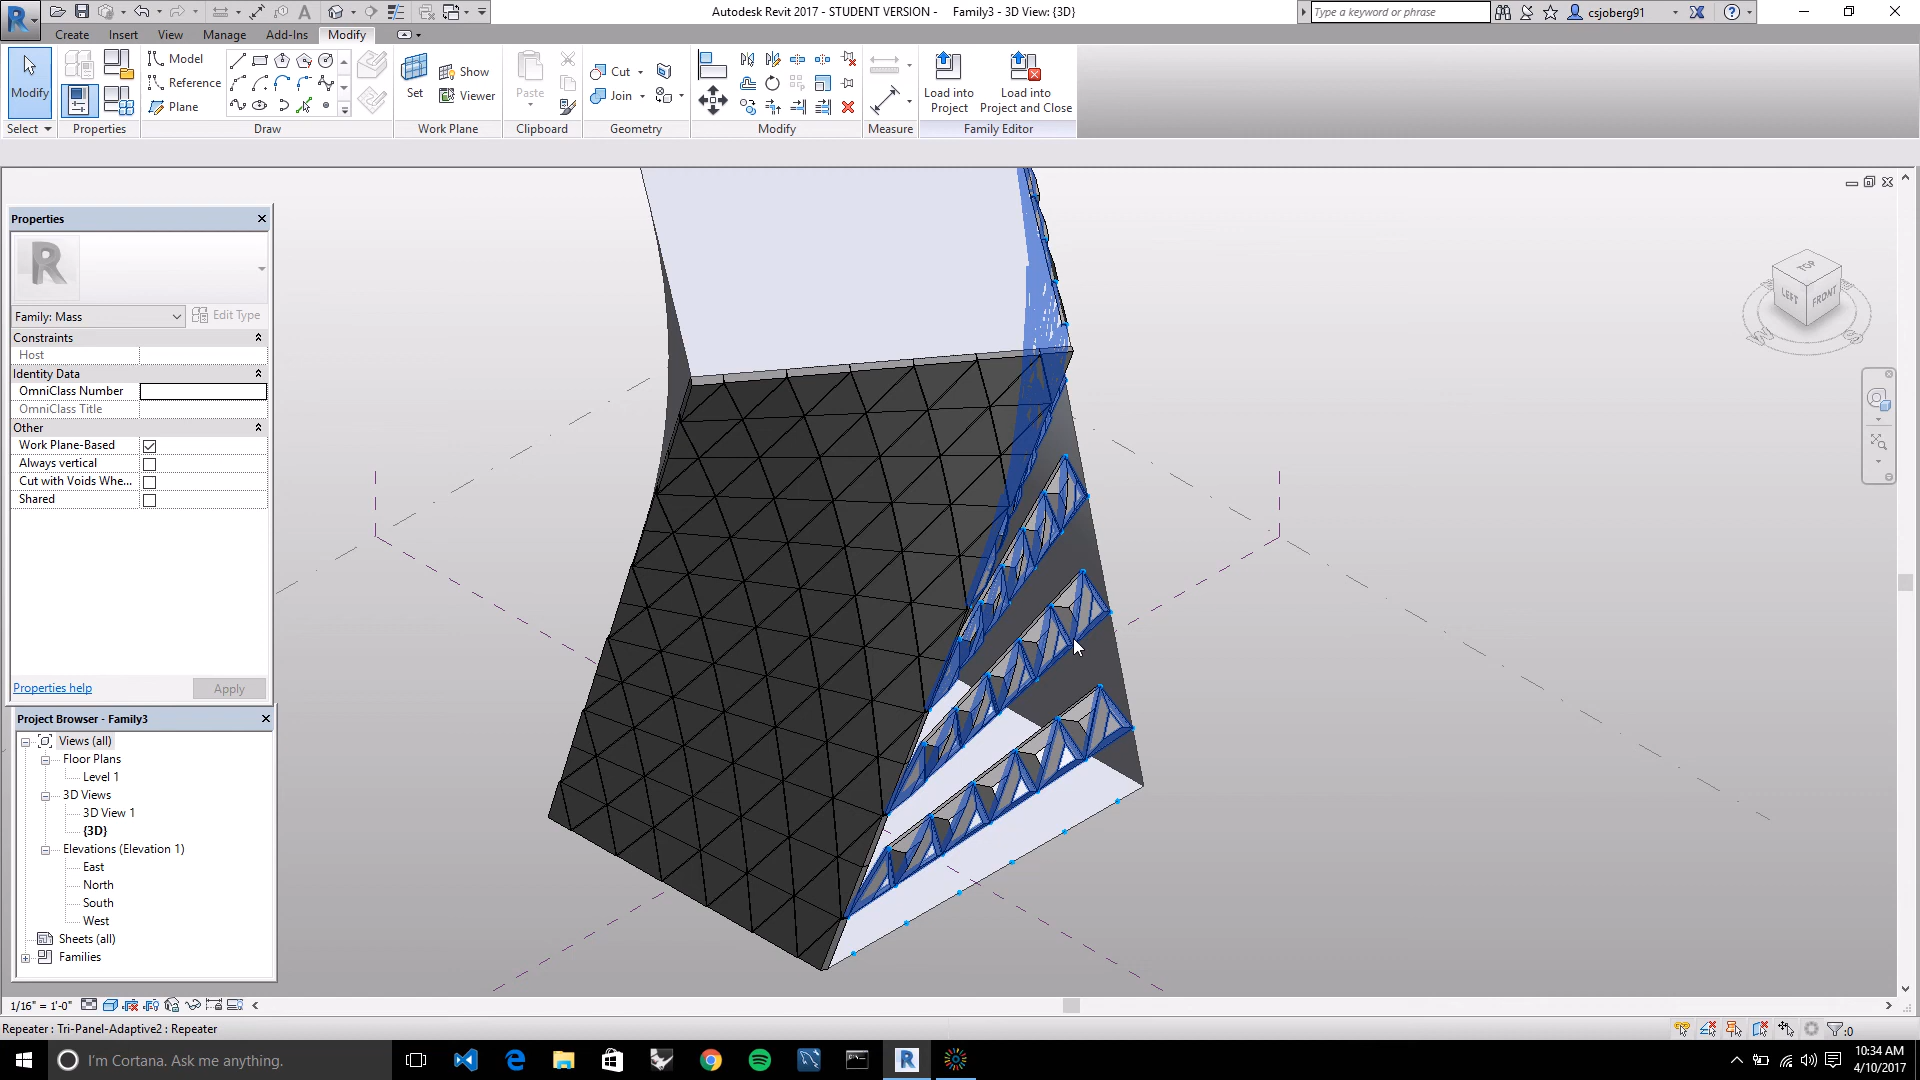 Autodesk Revit 2017 - STUDENT VERSION - Family3 - 3D View: {3D}
Type a keyword or phrase
csjoberg91
Create Insert View Manage Add-Ins Modify
Modify
Select
Properties
Model
Reference
Plane
Draw
Set
Show
Viewer
Work Plane
Paste
Clipboard
Cut
Join
Geometry
Modify
Measure
Load into
Project
Load into
Project and Close
Family Editor
Properties
Family: Mass
Edit Type
Constraints
Host
Identity Data
OmniClass Number
OmniClass Title
Other
Work Plane-Based
Always vertical
Cut with Voids Whe...
Shared
Properties help
Apply
Project Browser - Family3
Views (all)
Floor Plans
Level 1
3D Views
3D View 1
{3D}
Elevations (Elevation 1)
East
North
South
West
Sheets (all)
Families
TOP
LEFT
FRONT
1/16" = 1'-0"
Repeater : Tri-Panel-Adaptive2 : Repeater
:0
I'm Cortana. Ask me anything.
10:34 AM
4/10/2017